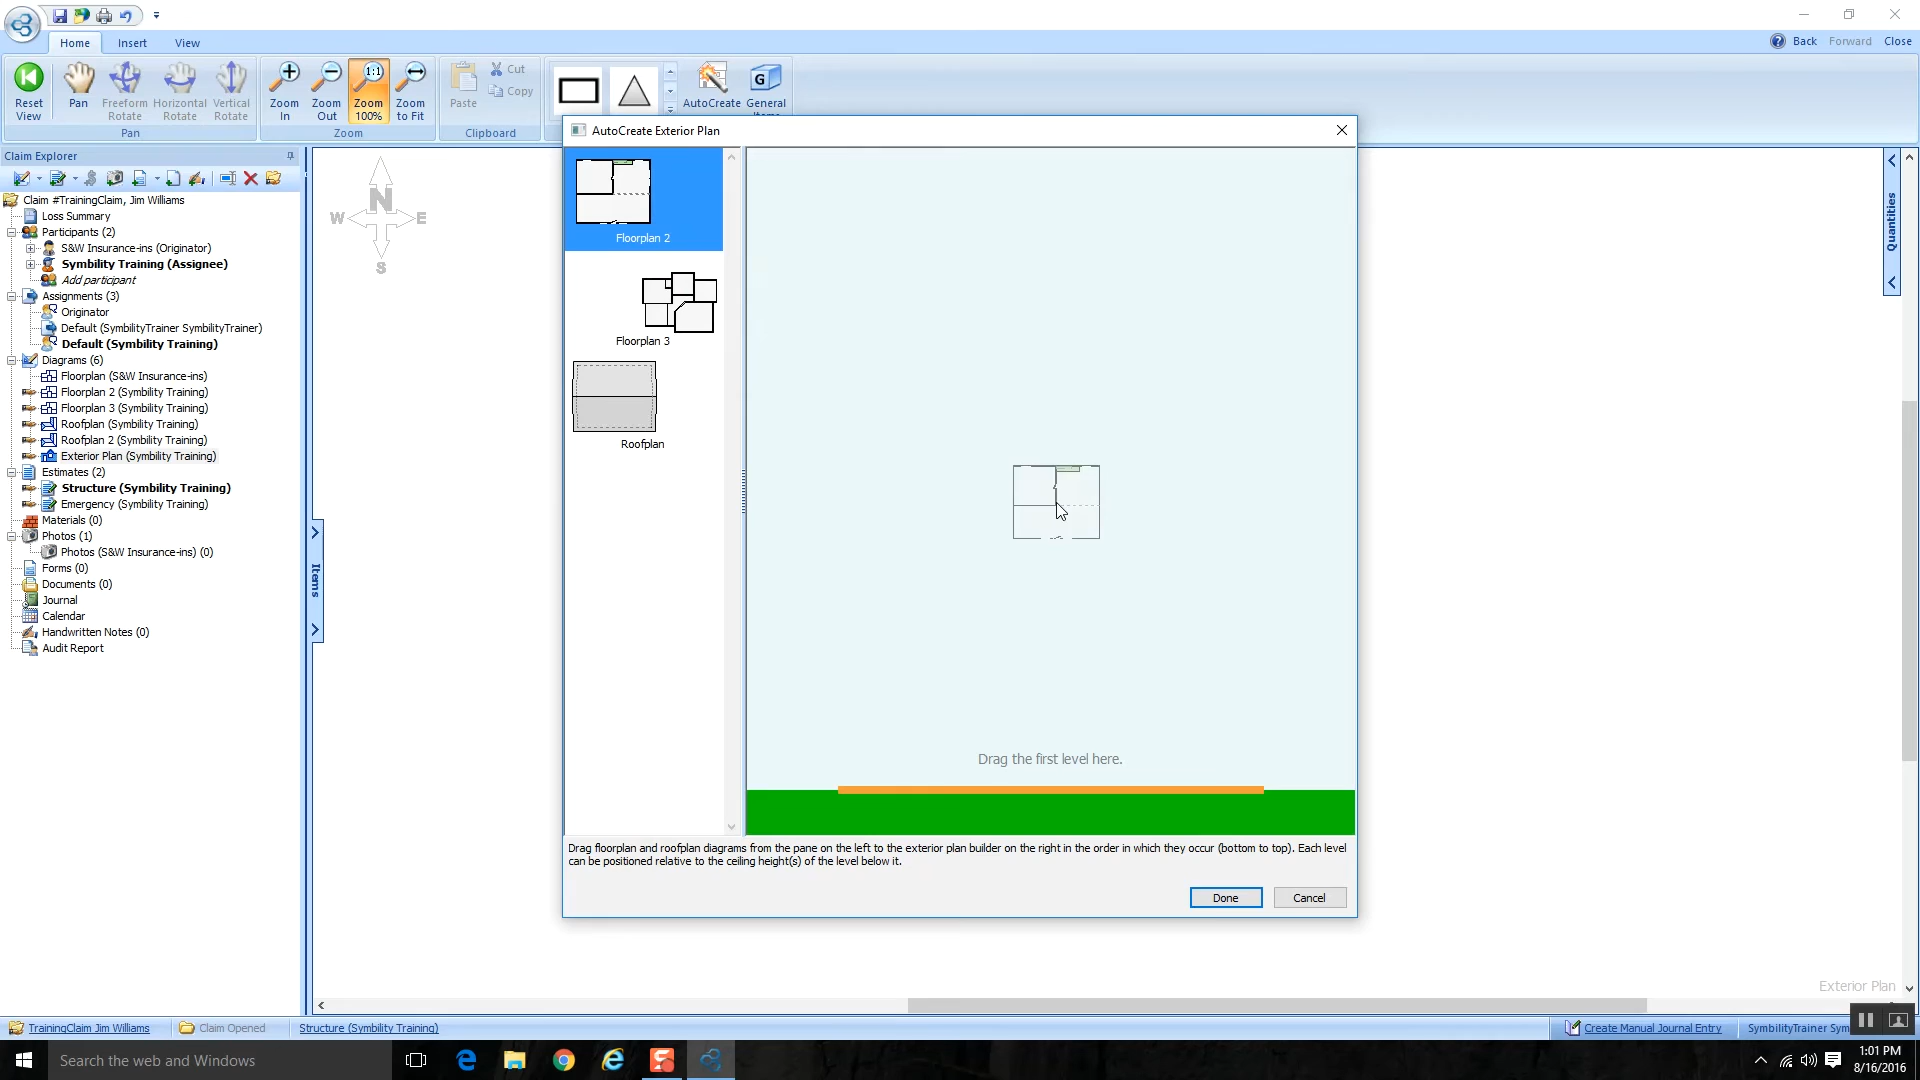 Home
Insert
View
Back
Forward
Close
Reset View
Pan
Freeform Rotate
Horizontal Rotate
Vertical Rotate
Pan
Zoom In
Zoom Out
1:1
Zoom 100%
Zoom to Fit
Zoom
Paste
Cut
Copy
Clipboard
AutoCreate
G
General Items
Claim Explorer
Claim #TrainingClaim, Jim Williams
Loss Summary
Participants (2)
S&W Insurance-ins (Originator)
Symbility Training (Assignee)
Add participant
Assignments (3)
Originator
Default (SymbilityTrainer SymbilityTrainer)
Default (Symbility Training)
Diagrams (6)
Floorplan (S&W Insurance-ins)
Floorplan 2 (Symbility Training)
Floorplan 3 (Symbility Training)
Roofplan (Symbility Training)
Roofplan 2 (Symbility Training)
Exterior Plan (Symbility Training)
Estimates (2)
Structure (Symbility Training)
Emergency (Symbility Training)
Materials (0)
Photos (1)
Photos (S&W Insurance-ins) (0)
Forms (0)
Documents (0)
Journal
Calendar
Handwritten Notes (0)
Audit Report
Items
N
W
E
S
Quantities
AutoCreate Exterior Plan
Floorplan 2
Floorplan 3
Roofplan
Drag the first level here.
Drag floorplan and roofplan diagrams from the pane on the left to the exterior plan builder on the right in the order in which they occur (bottom to top). Each level
can be positioned relative to the ceiling height(s) of the level below it.
Done
Cancel
Exterior Plan
TrainingClaim Jim Williams
Claim Opened
Structure (Symbility Training)
Create Manual Journal Entry
SymbilityTrainer Sym
Search the web and Windows
1:01 PM
8/16/2016